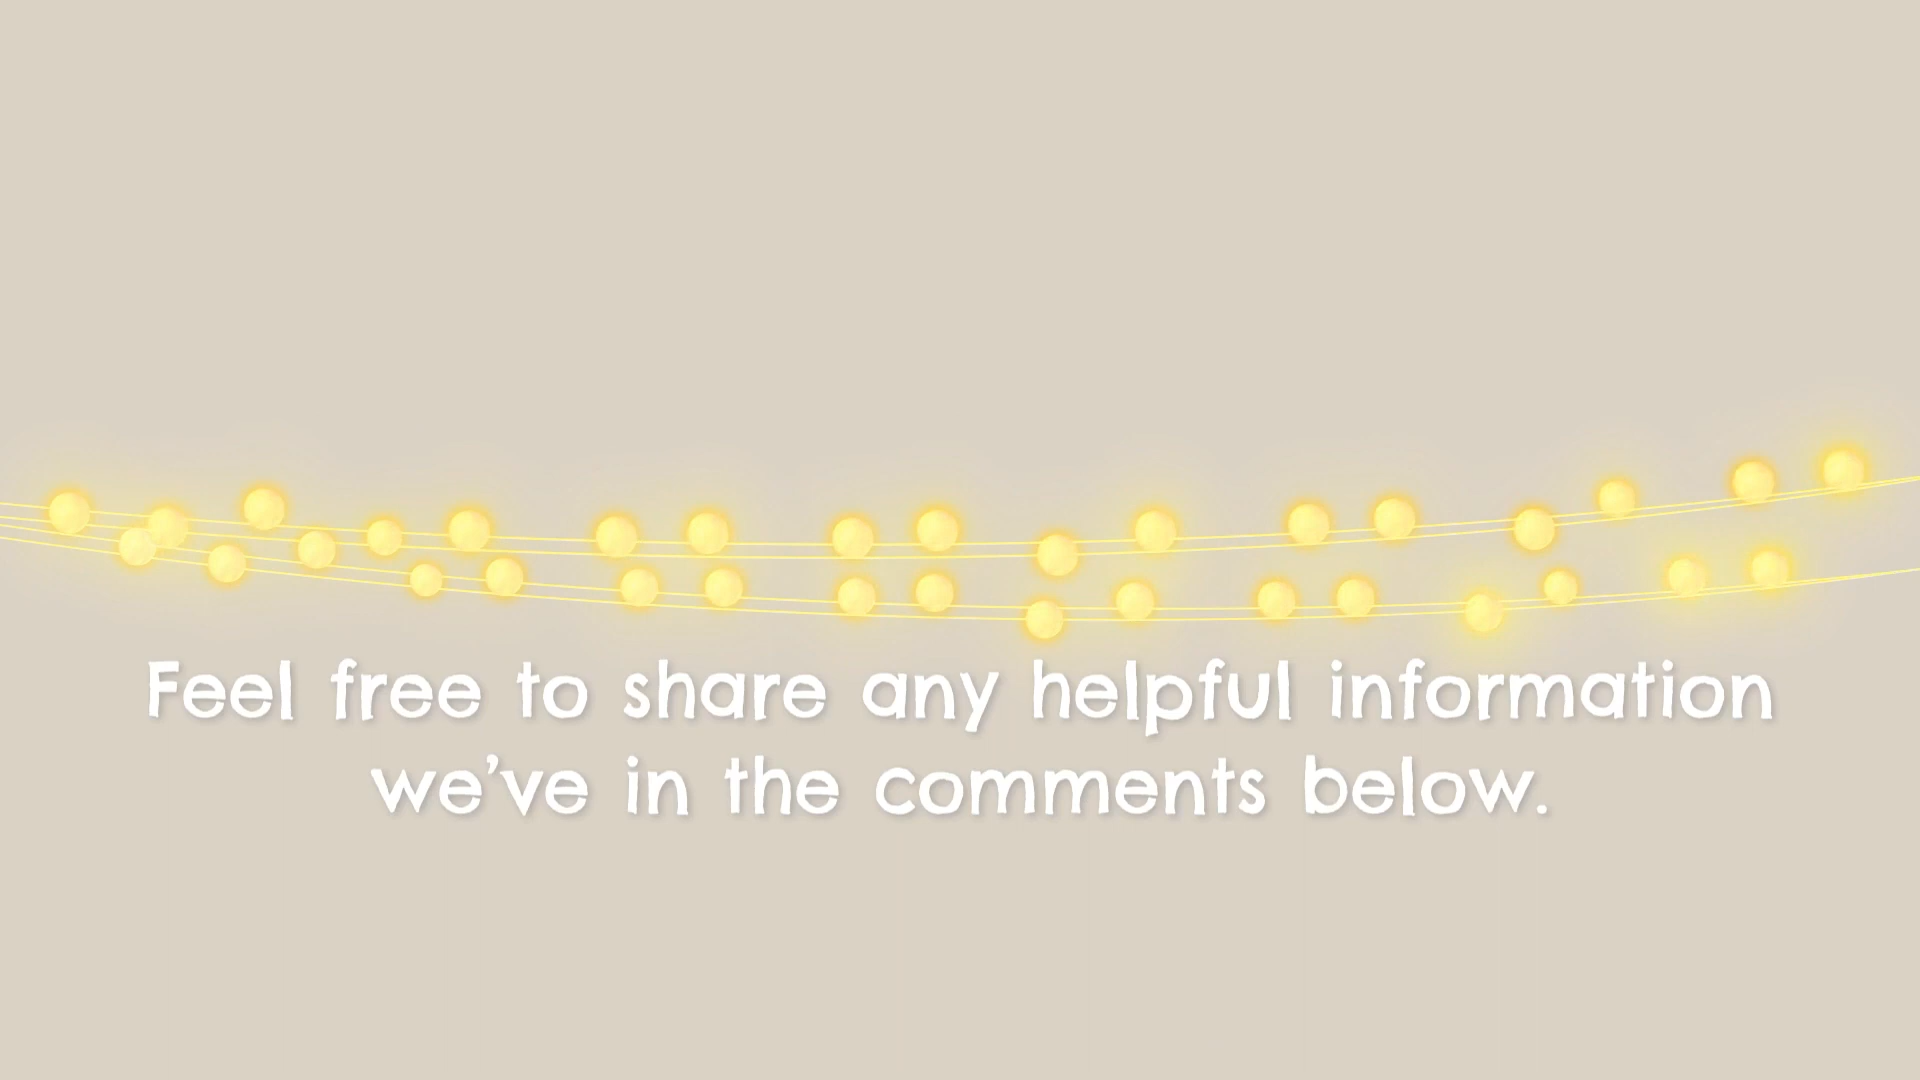 Feel free to share any helpful information
we’ve in the comments below.